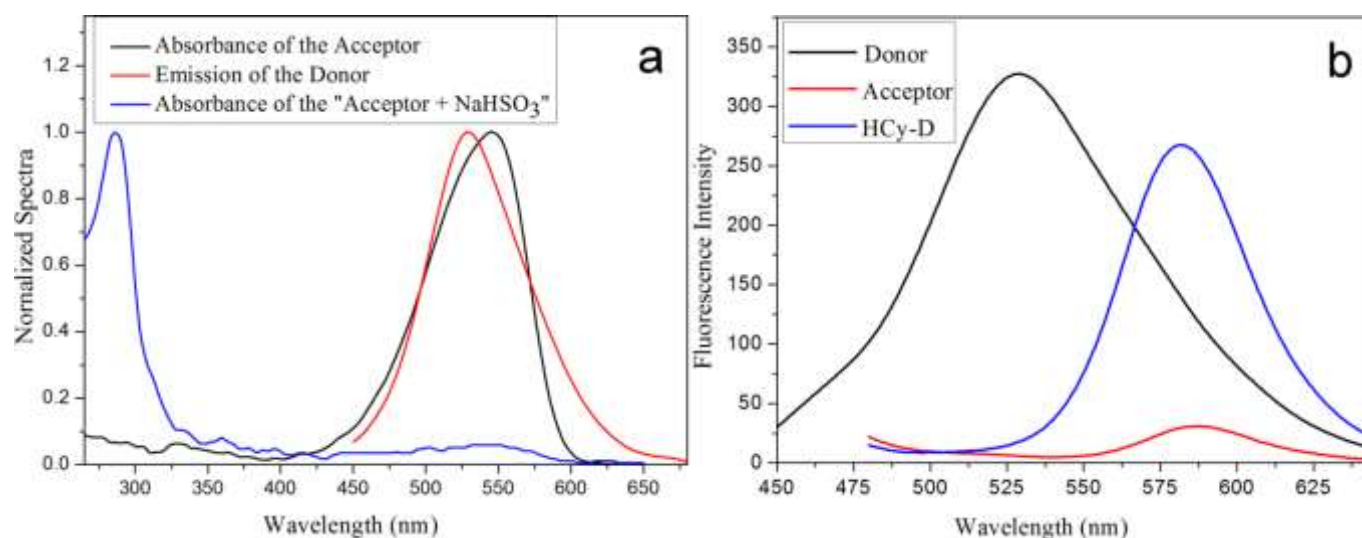 a
Absorbance of the Acceptor
Emission of the Donor
Absorbance of the "Acceptor + NaHSO3"
Nornalized Spectra
1.2
1.0
0.8
0.6
0.4
0.2
0.0
300 350 400 450 500 550 600 650
Wavelength (nm)
b
Donor
Acceptor
HCy-D
Fluorescence Intensity
350
300
250
200
150
100
50
0
450 475 500 525 550 575 600 625
Wavelength (nm)